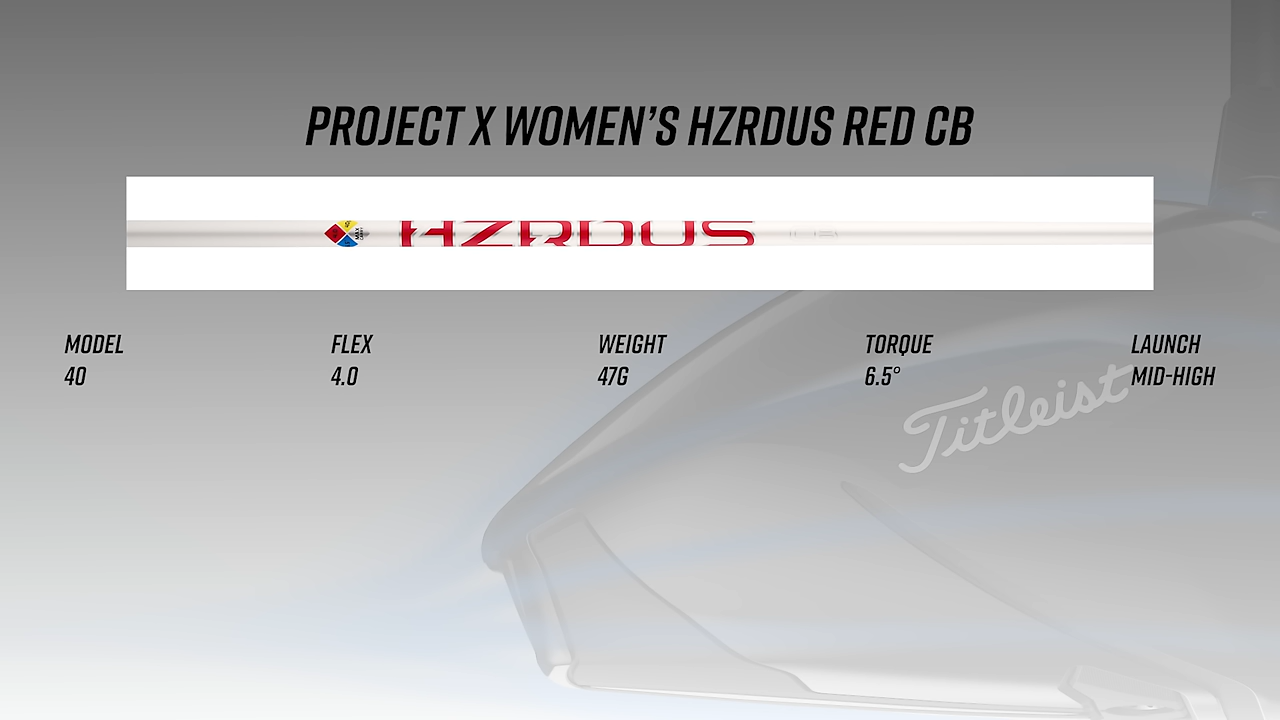 PROJECT X WOMEN'S HZRDUS RED CB
HZRDUS
MODEL
40
FLEX
4.0
WEIGHT
47G
TORQUE
6.5°
LAUNCH
MID-HIGH
Titleist